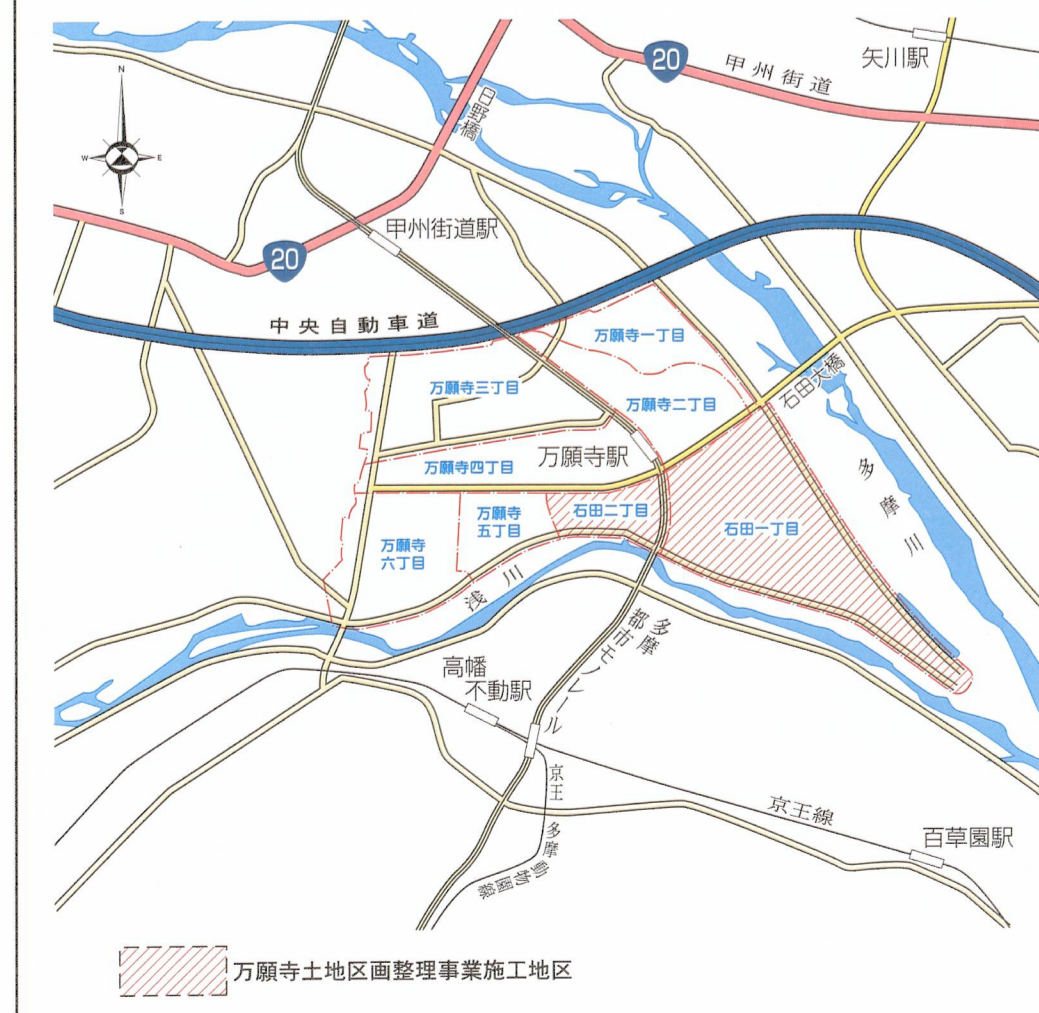 矢川駅
20
甲州街道
日野橋
N
W
E
S
甲州街道駅
20
中央自動車道
万願寺一丁目
万願寺三丁目
万願寺二丁目
石田大橋
万願寺四丁目
万願寺駅
多摩川
万願寺
五丁目
石田二丁目
石田一丁目
万願寺
六丁目
浅川
多摩
都市モノレール
高幡
不動駅
京王
多摩動物園線
京王線
百草園駅
万願寺土地区画整理事業施工地区